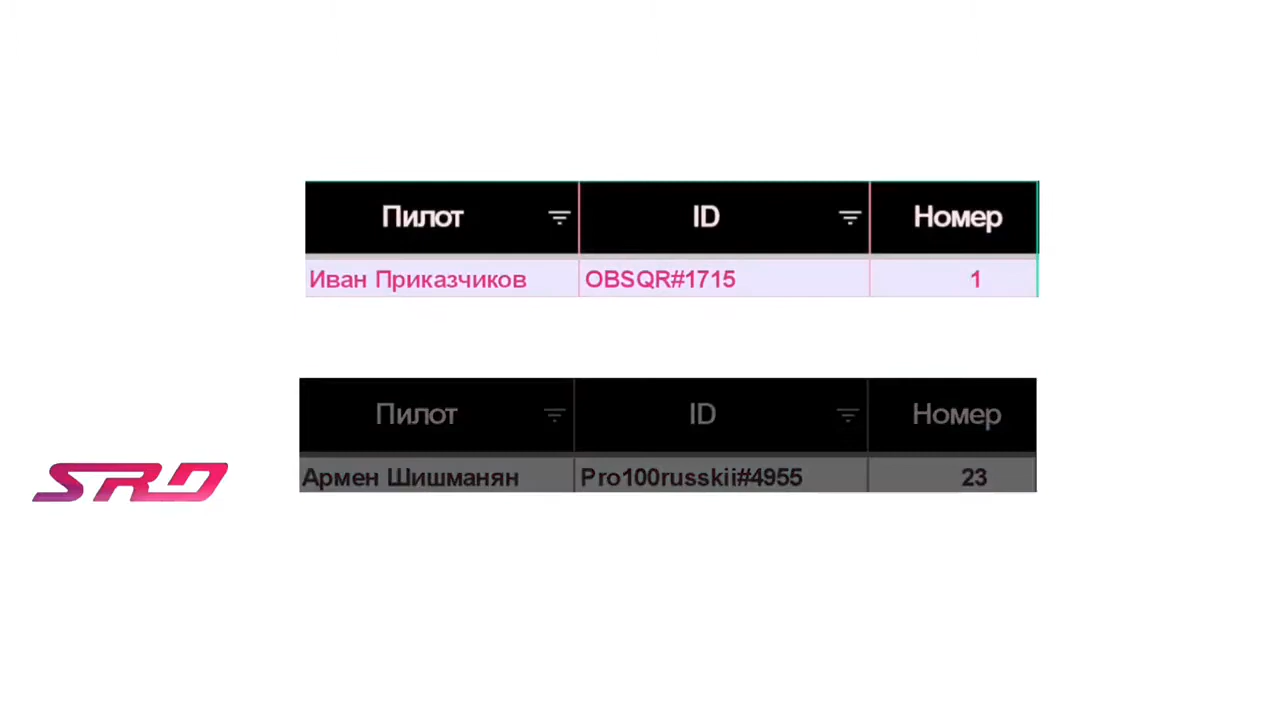 Пилот ID Номер
Иван Приказчиков OBSQR#1715 1
Пилот ID Номер
SRD
Армен Шишманян Pro100russkii#4955 23